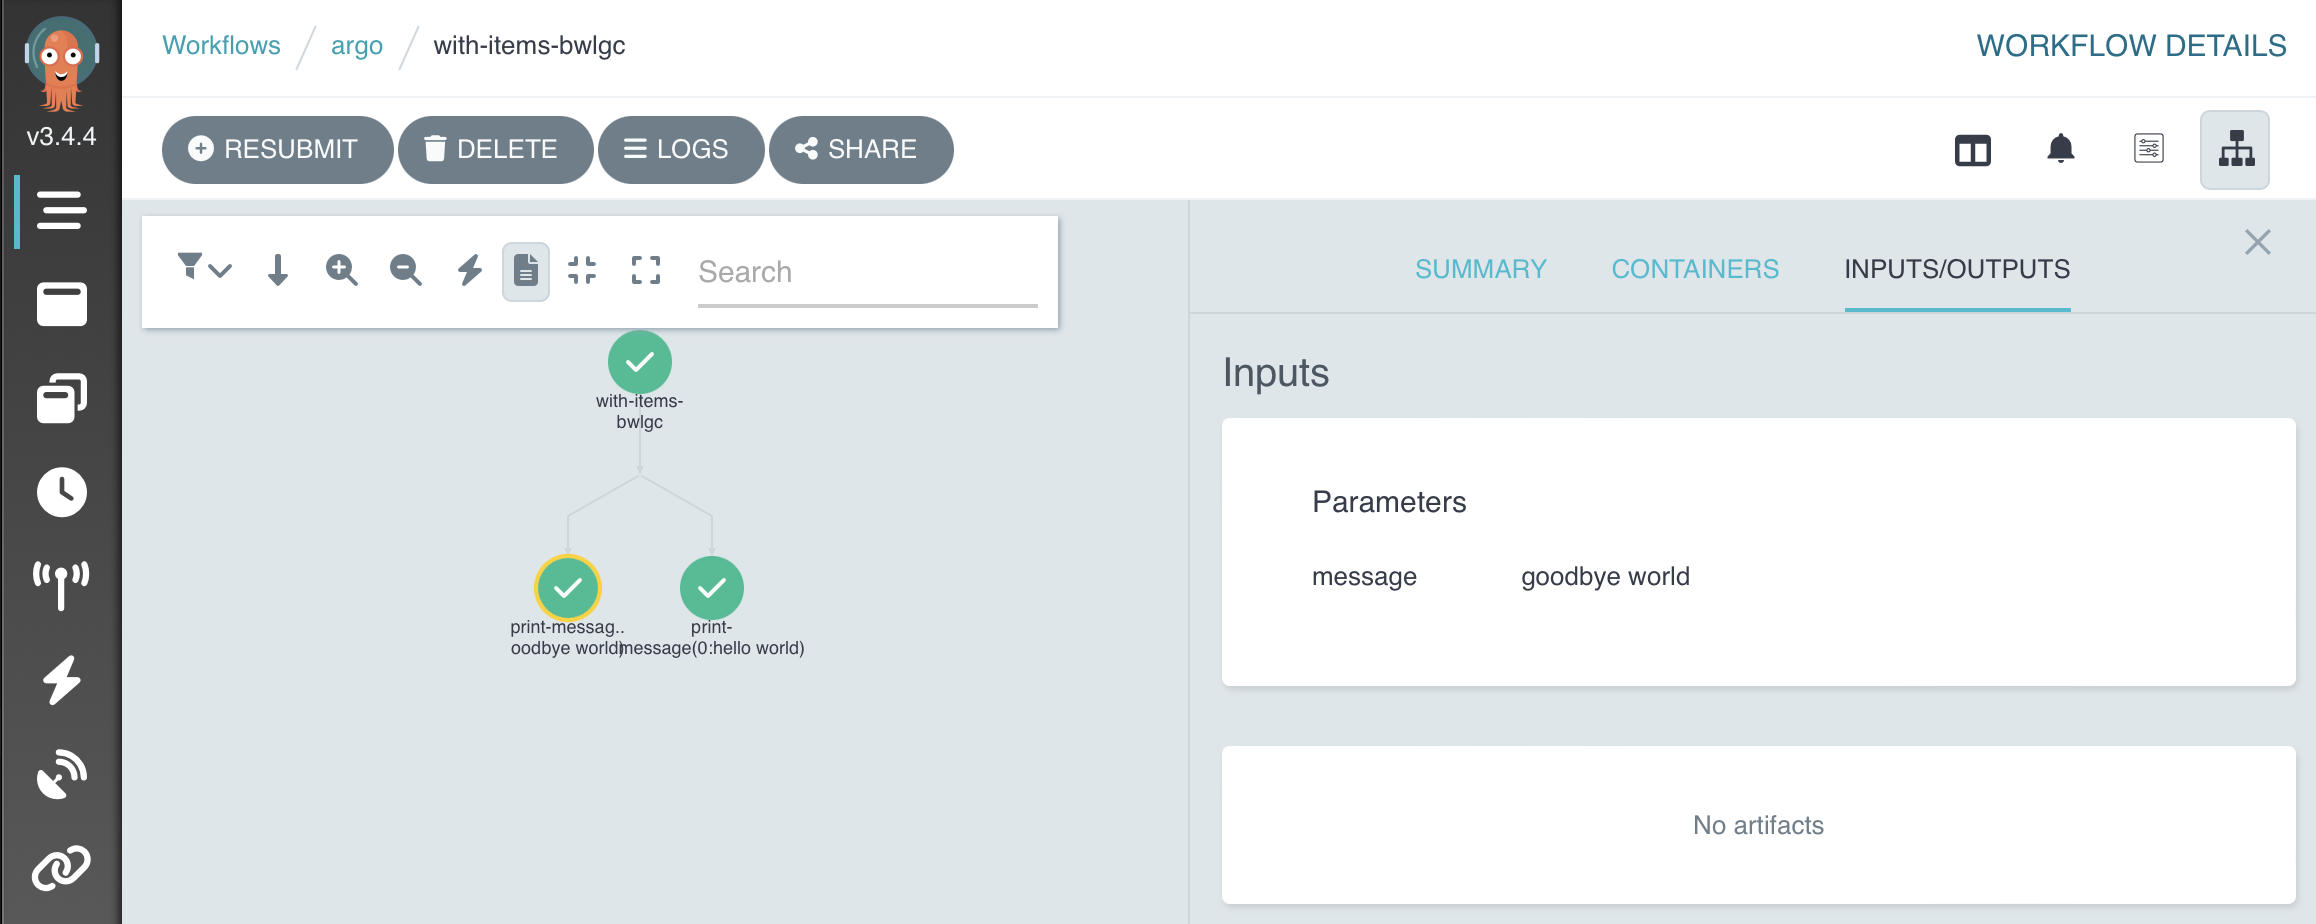 v3.4.4
Workflows / argo / with-items-bwlgc
WORKFLOW DETAILS
RESUBMIT
DELETE
LOGS
SHARE
Search
with-items-
bwlgc
print-messag..
oodbye world)
print-
message(0:hello world)
SUMMARY
CONTAINERS
INPUTS/OUTPUTS
Inputs
Parameters
message goodbye world
No artifacts